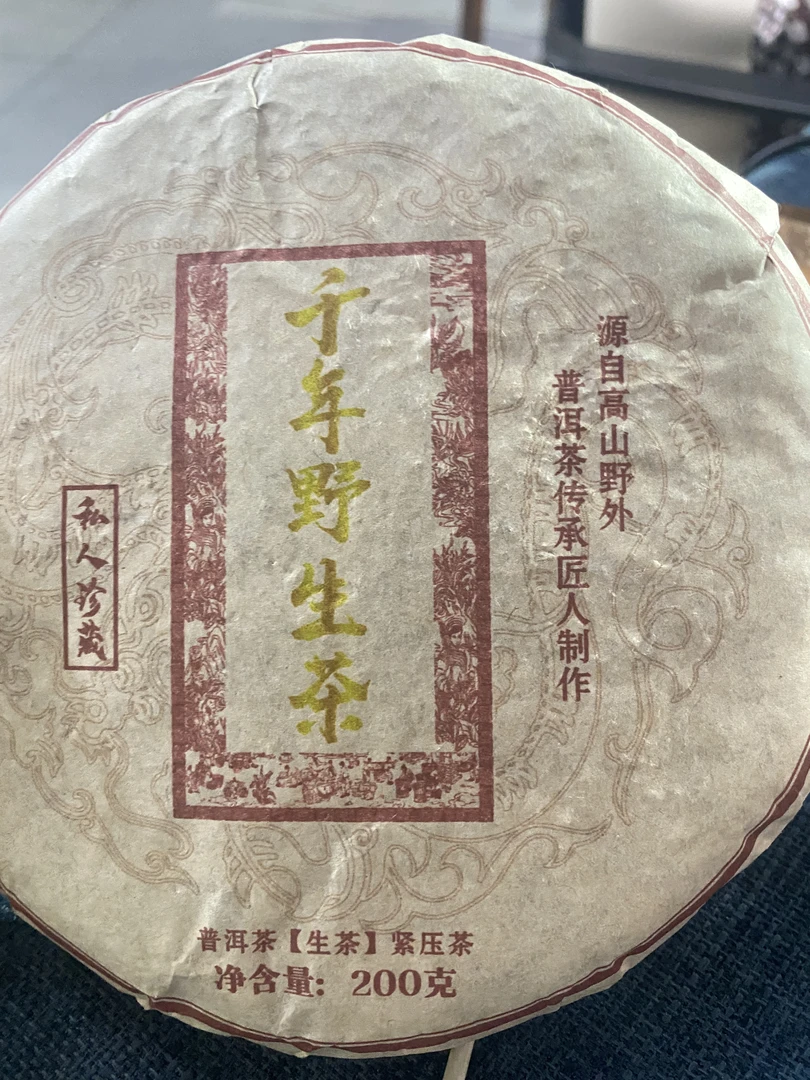 源自高山野外
普洱茶传承匠人制作
千年野生茶
私人珍藏
普洱茶【生茶】紧压茶
净含量：200克